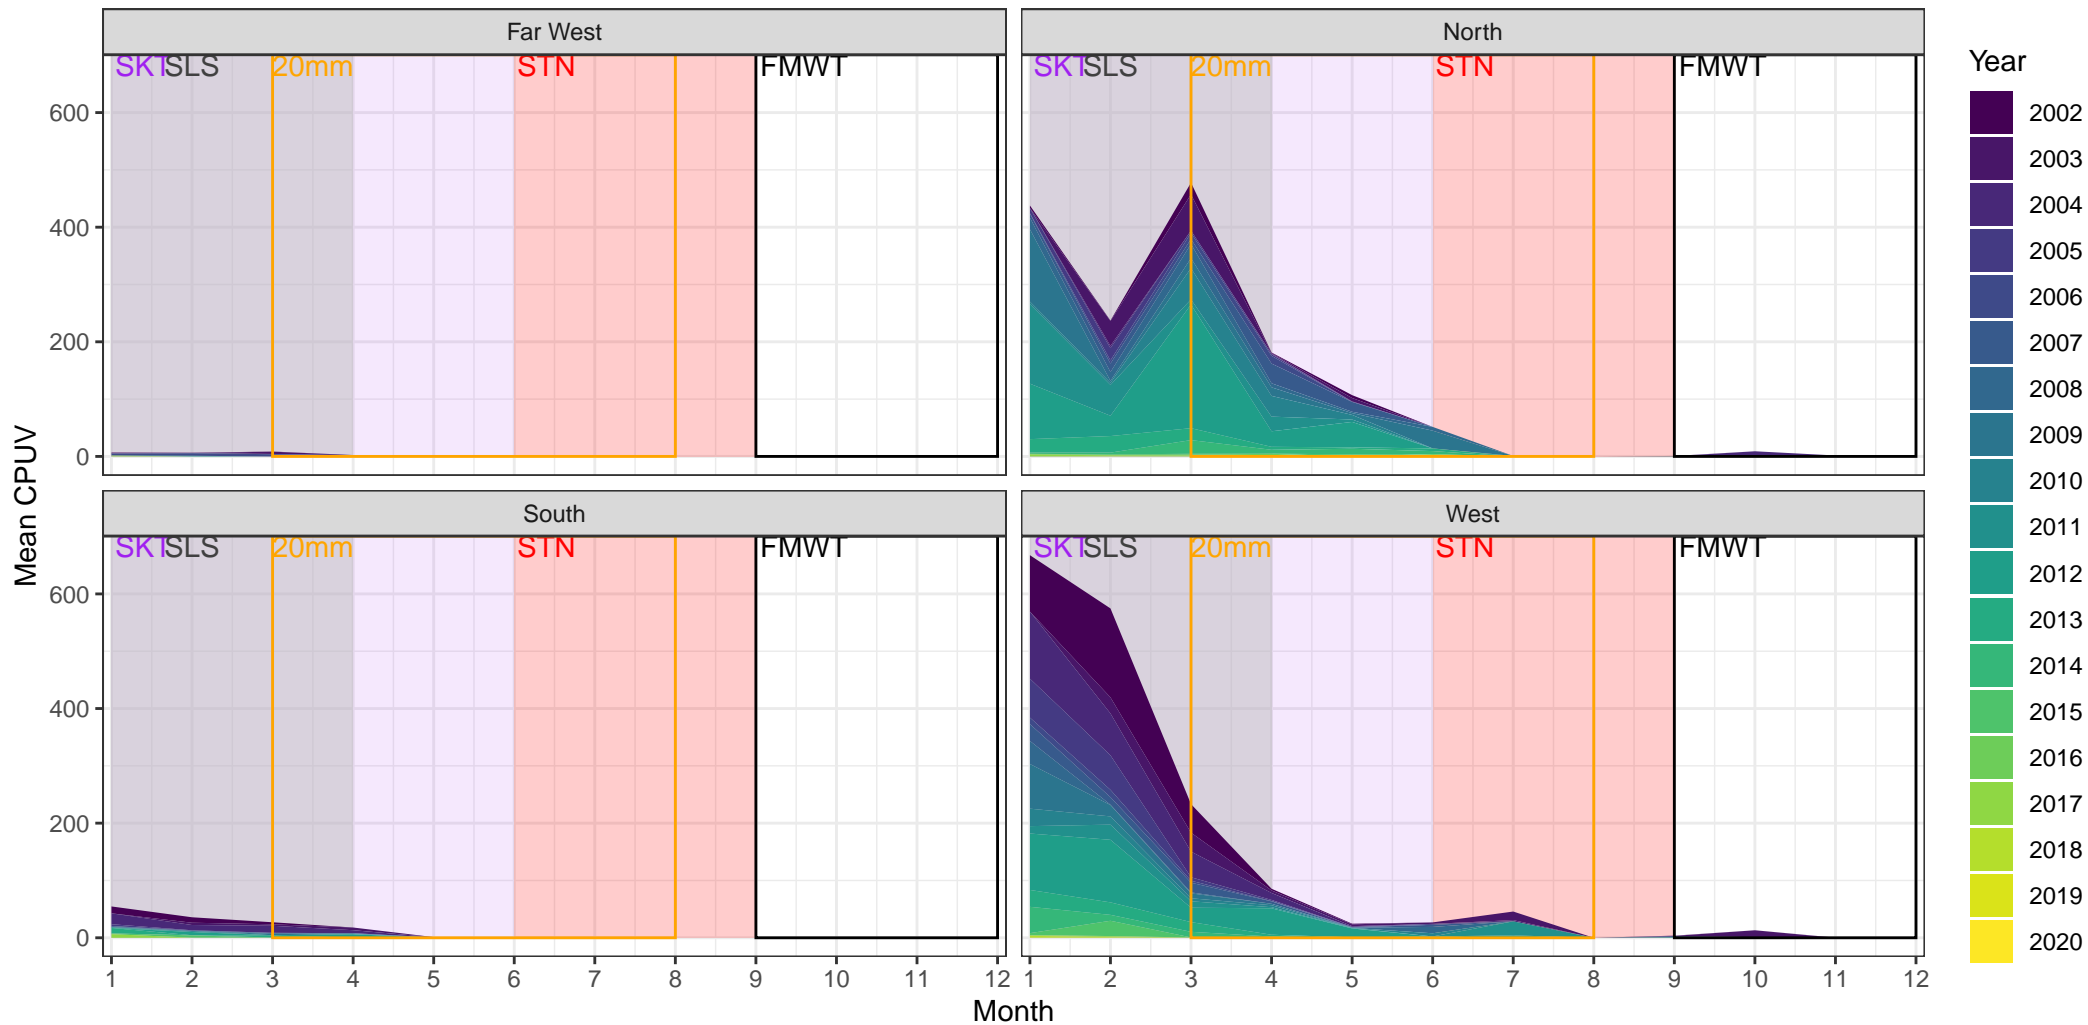 Far West
North
SKT SLS 20mm STN FMWT
SKT SLS 20mm STN FMWT
600
400
200
0
South
West
SKT SLS 20mm STN FMWT
SKT SLS 20mm STN FMWT
600
400
200
0
1 2 3 4 5 6 7 8 9 10 11 12
1 2 3 4 5 6 7 8 9 10 11 12
Month
Mean CPUV
Year
2002
2003
2004
2005
2006
2007
2008
2009
2010
2011
2012
2013
2014
2015
2016
2017
2018
2019
2020